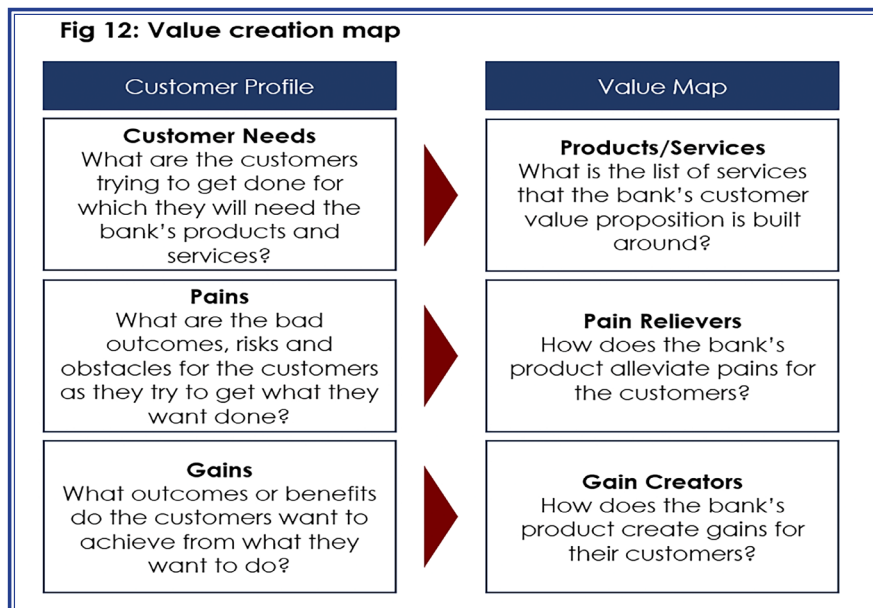 Fig 12: Value creation map
Customer Profile
Customer Needs
What are the customers
trying to get done for
which they will need the
bank's products and
services?
Pains
What are the bad
outcomes, risks and
obstacles for the customers
as they try to get what they
want done?
Gains
What outcomes or benefits
do the customers want to
achieve from what they
want to do?
Value Map
Products/Services
What is the list of services
that the bank's customer
value proposition is built
around?
Pain Relievers
How does the bank's
product alleviate pains for
the customers?
Gain Creators
How does the bank's
product create gains for
their customers?